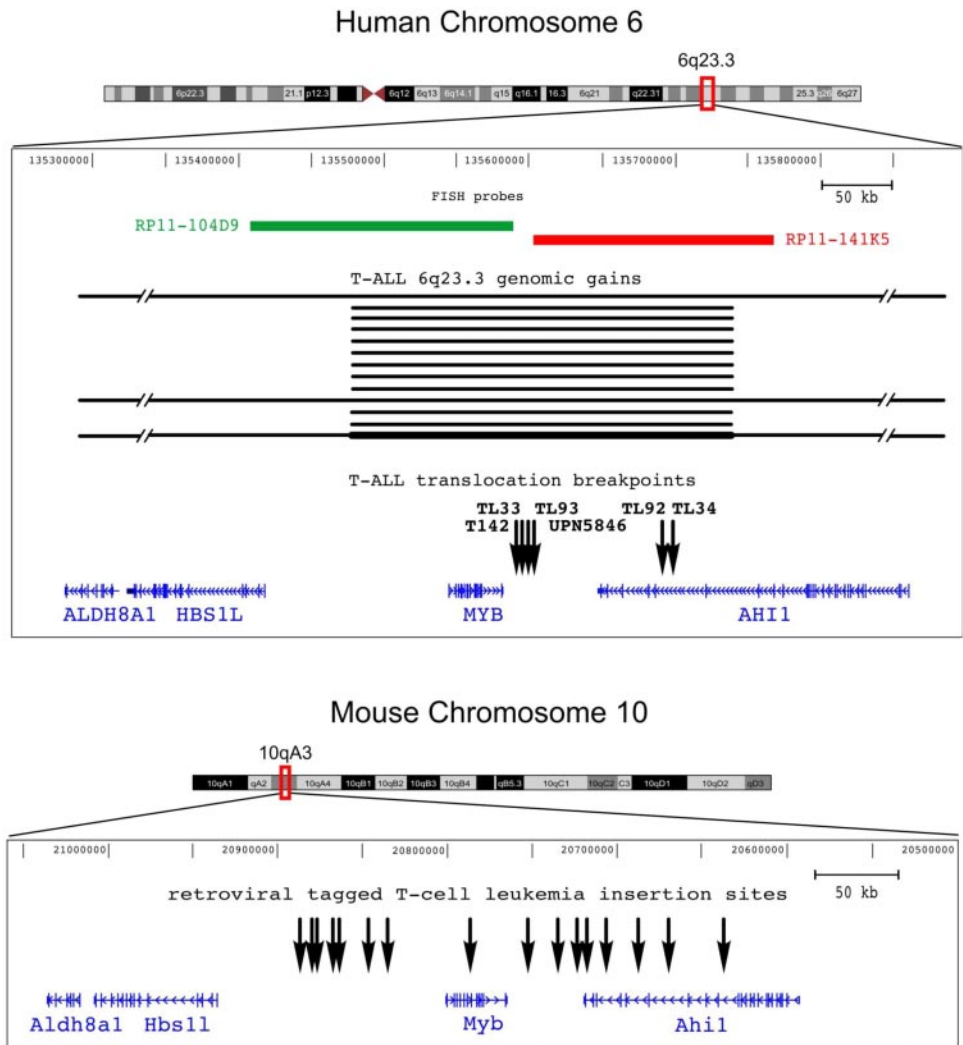 Human Chromosome 6
6q23.3
6p22.3 21.1 p12.3 6q12 6q13 6q14.1 q15 q16.1 16.3 6q21 q22.31 25.3 q26 6q27
135300000 135400000 135500000 135600000 135700000 135800000
50 kb
FISH probes
RP11-104D9
RP11-141K5
T-ALL 6q23.3 genomic gains
T-ALL translocation breakpoints
TL33 TL93 TL92 TL34
T142 UPN5846
ALDH8A1 HBS1L MYB AHI1
Mouse Chromosome 10
10qA3
10qA1 qA2 10qA4 10qB1 10qB2 10qB3 10qB4 qB5.3 10qC1 10qC2 C3 10qD1 10qD2 qD3
21000000 20900000 20800000 20700000 20600000 20500000
50 kb
retroviral tagged T-cell leukemia insertion sites
Aldh8a1 Hbs1l Myb Ahi1